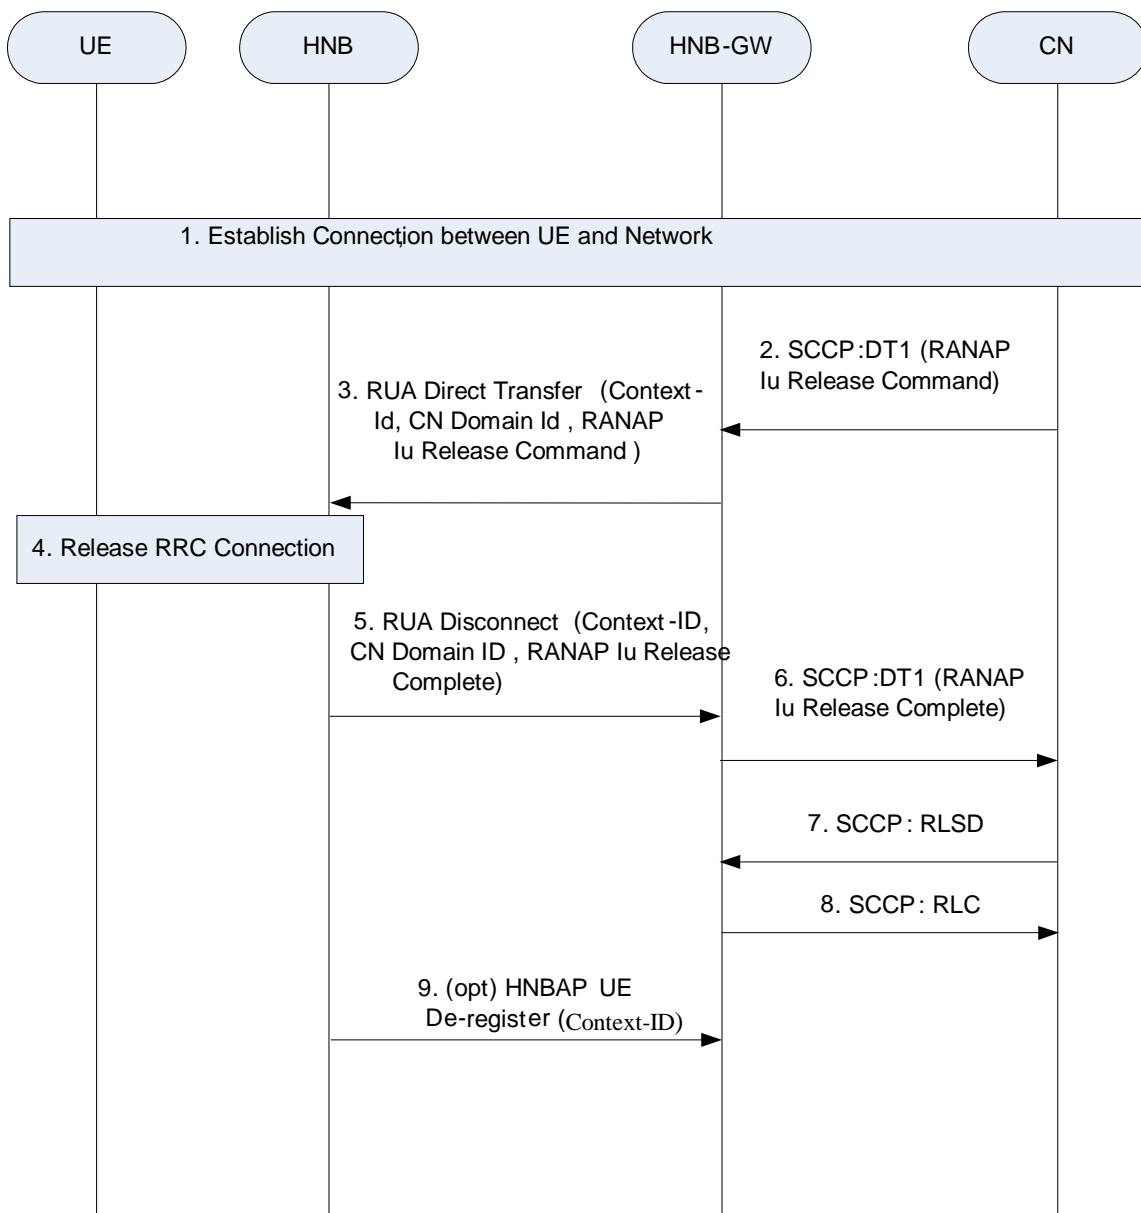 UE
HNB
HNB-GW
CN
1. Establish Connection between UE and Network
2. SCCP:DT1 (RANAP
Iu Release Command)
3. RUA Direct Transfer (Context-
Id, CN Domain Id , RANAP
Iu Release Command )
4. Release RRC Connection
5. RUA Disconnect (Context-ID,
CN Domain ID , RANAP Iu Release
Complete)
6. SCCP:DT1 (RANAP
Iu Release Complete)
7. SCCP: RLSD
8. SCCP: RLC
9. (opt) HNBAP UE
De-register (Context-ID)